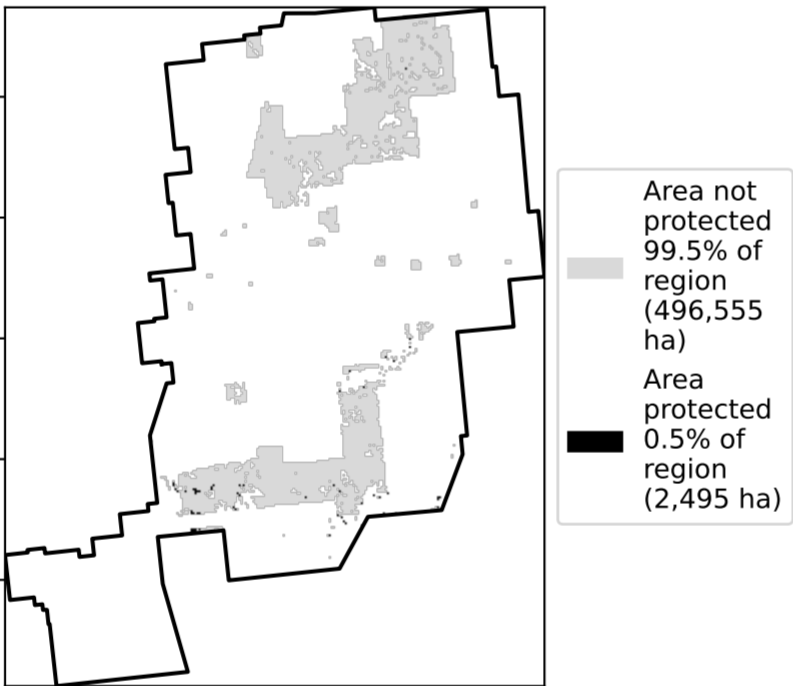 Area not
protected
99.5% of
region
(496,555
ha)
Area
protected
0.5% of
region
(2,495 ha)